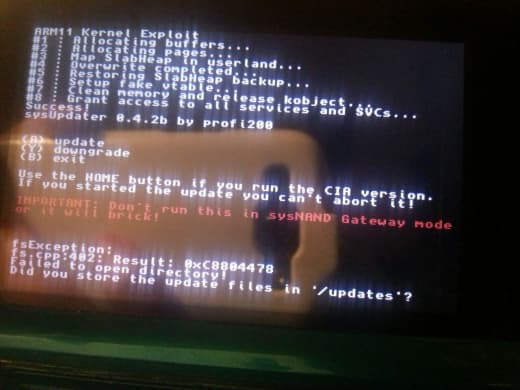 ARM11 Kernel Exploit
#1 : Allocating buffers...
#2 : Allocating pages...
#3 : Map SlabHeap in userland...
#4 : Overwrite completed...
#5 : Restoring SlabHeap backup...
#6 : Setup fake vtable...
#7 : Clean memory and release kobject...
#8 : Grant access to all services and SVCs...
Success!
sysUpdater 0.4.2b by profi200
(A) update
(Y) downgrade
(B) exit
Use the HOME button if you run the CIA version.
If you started the update you can't abort it!
IMPORTANT: Don't run this in sysNAND Gateway mode
or it will brick!
fsException:
fs.cpp:402: Result: 0xC8804478
Failed to open directory!
Did you store the update files in '/updates'?